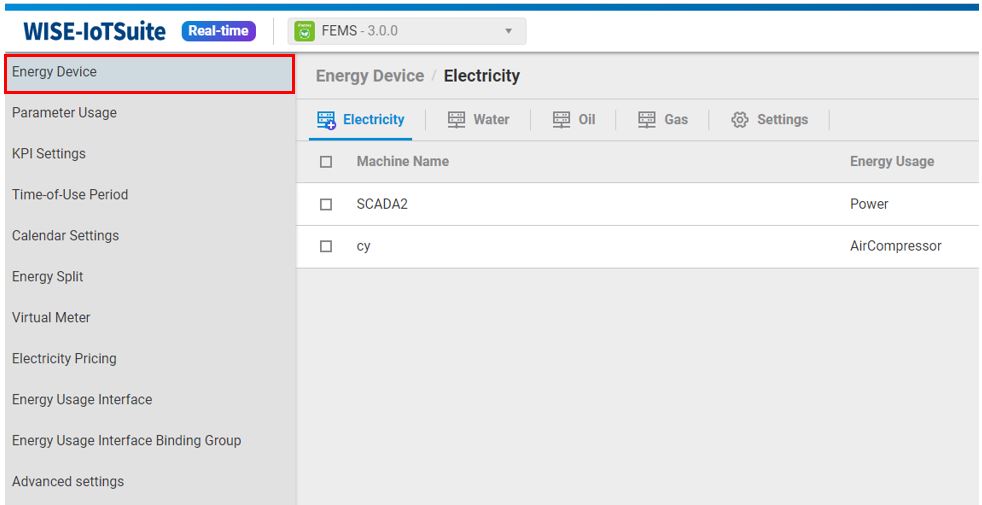 WISE-IoTSuite Real-time FEMS - 3.0.0
Energy Device
Parameter Usage
KPI Settings
Time-of-Use Period
Calendar Settings
Energy Split
Virtual Meter
Electricity Pricing
Energy Usage Interface
Energy Usage Interface Binding Group
Advanced settings
Energy Device / Electricity
Electricity Water Oil Gas Settings
Machine Name Energy Usage
SCADA2 Power
cy AirCompressor